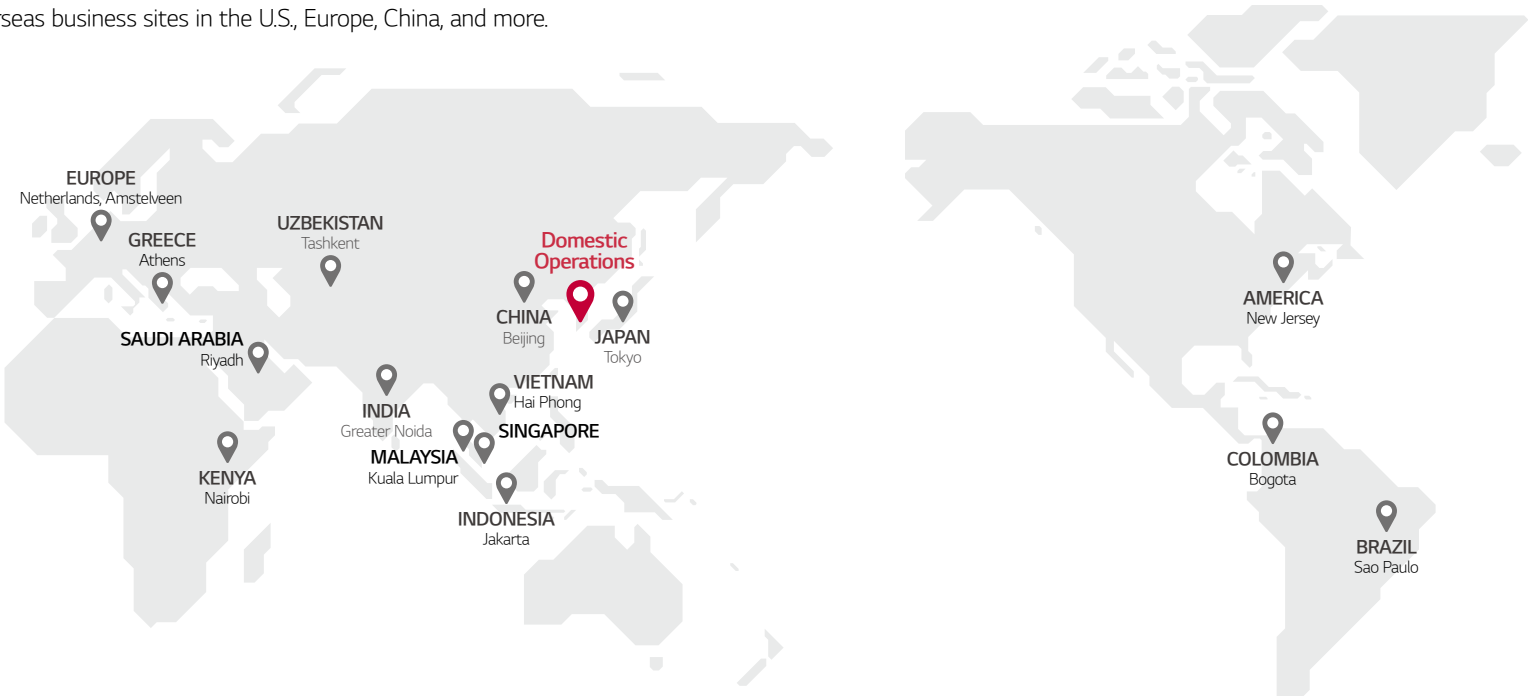 seas business sites in the U.S., Europe, China, and more.
EUROPE
Netherlands, Amstelveen
GREECE
Athens
UZBEKISTAN
Tashkent
Domestic
Operations
CHINA
Beijing
JAPAN
Tokyo
SAUDI ARABIA
Riyadh
INDIA
Greater Noida
VIETNAM
Hai Phong
SINGAPORE
MALAYSIA
Kuala Lumpur
KENYA
Nairobi
INDONESIA
Jakarta
AMERICA
New Jersey
COLOMBIA
Bogota
BRAZIL
Sao Paulo